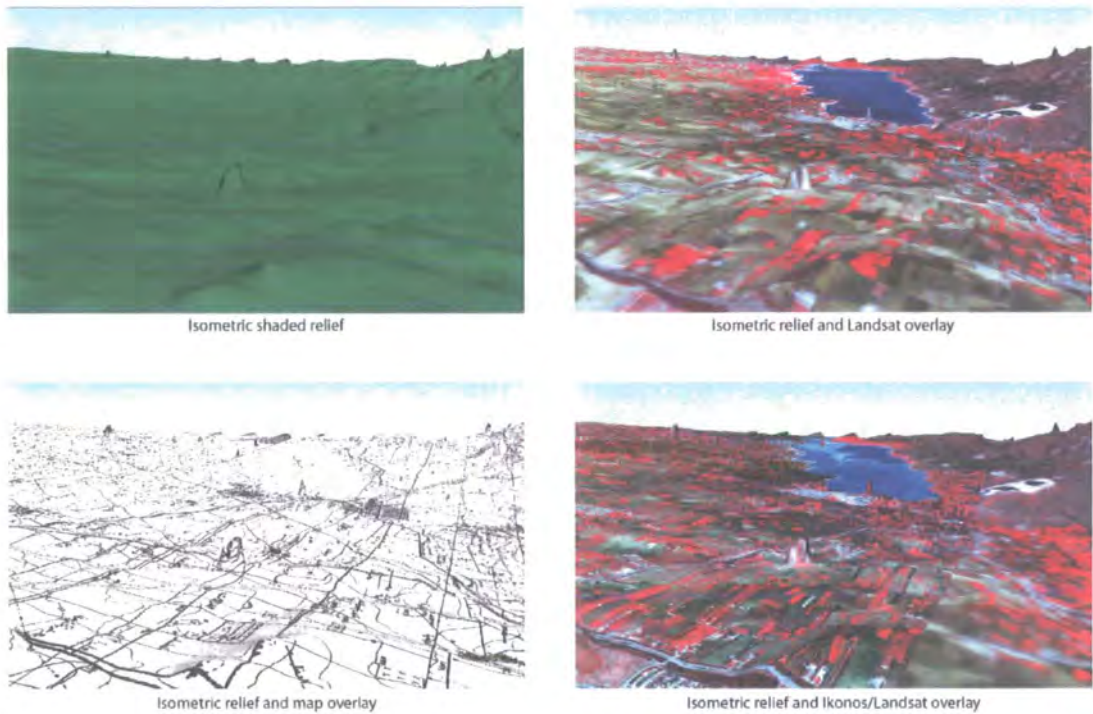 Isometric shaded relief
Isometric relief and Landsat overlay
Isometric relief and map overlay
Isometric relief and Ikonos/Landsat overlay